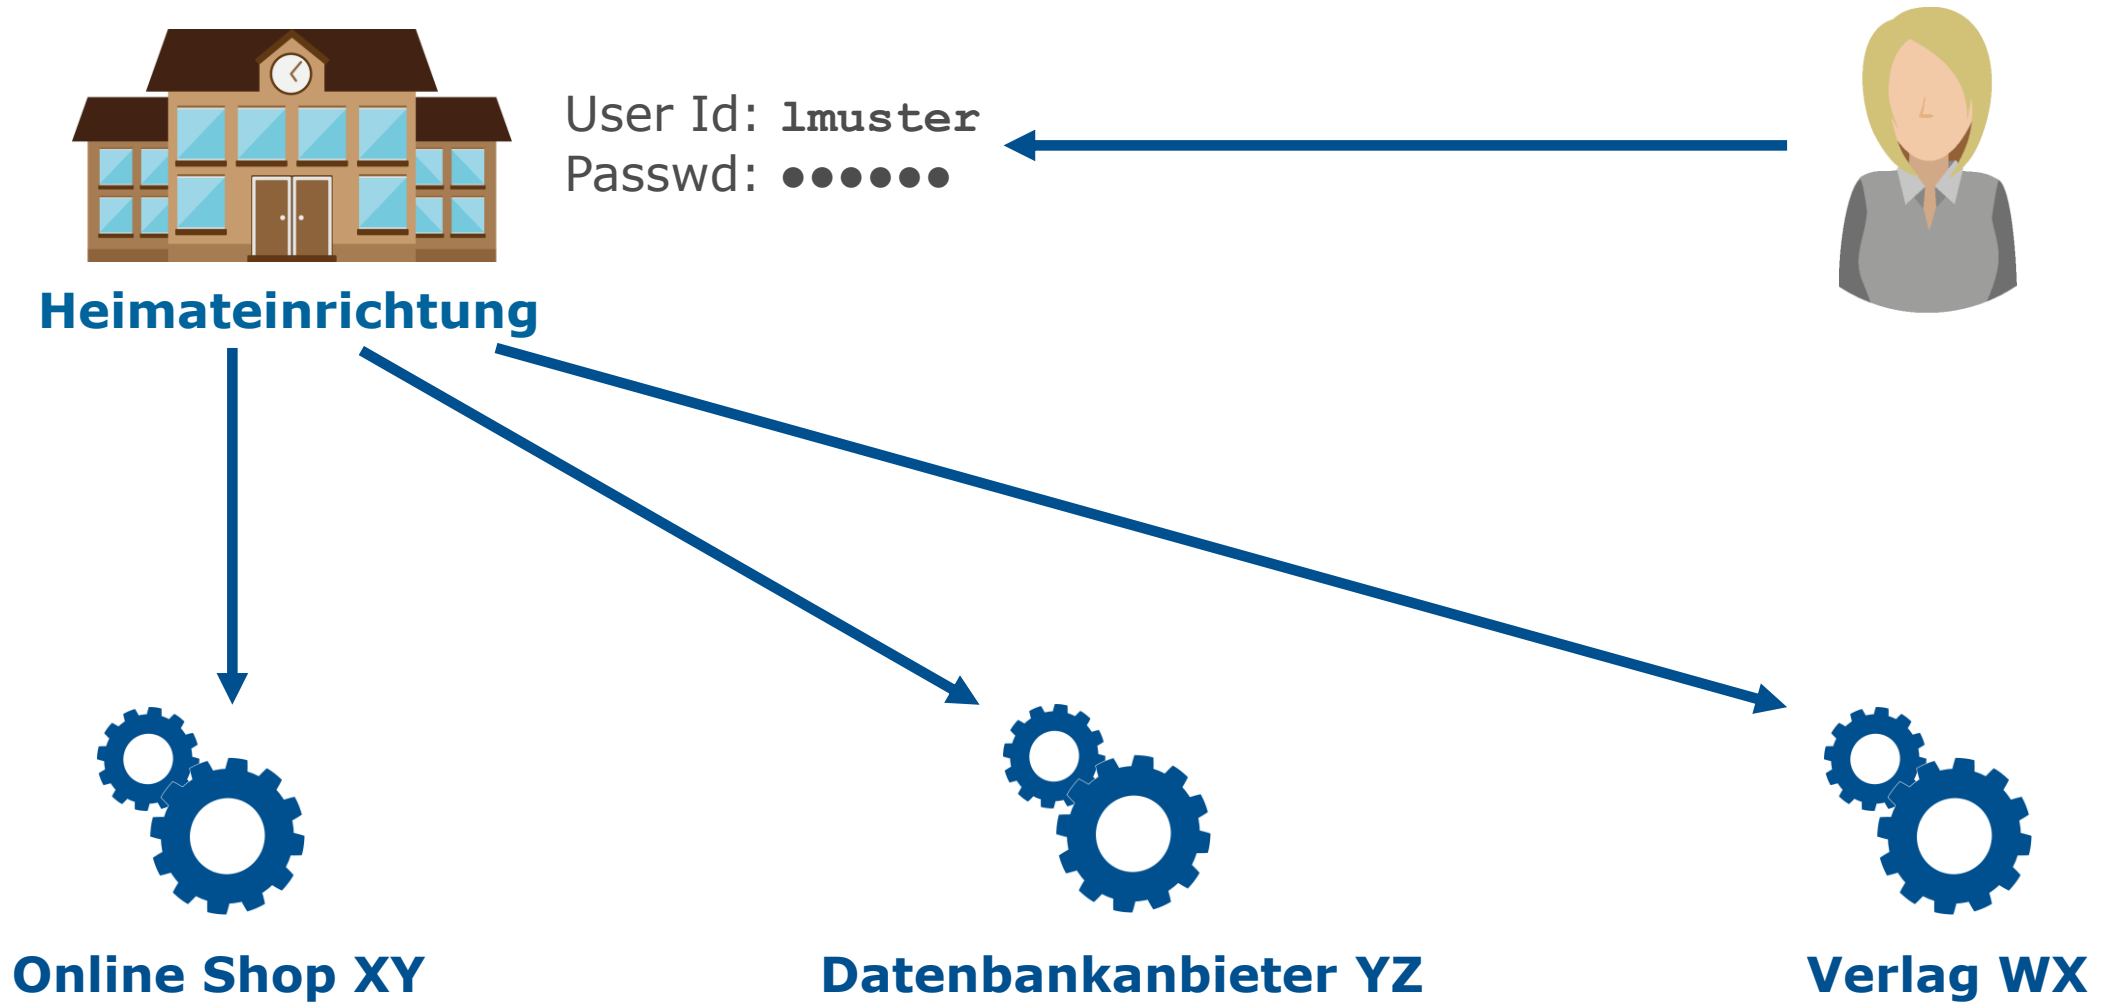 User Id: lmuster
Passwd: ●●●●●●
Heimateinrichtung
Online Shop XY
Datenbankanbieter YZ
Verlag WX